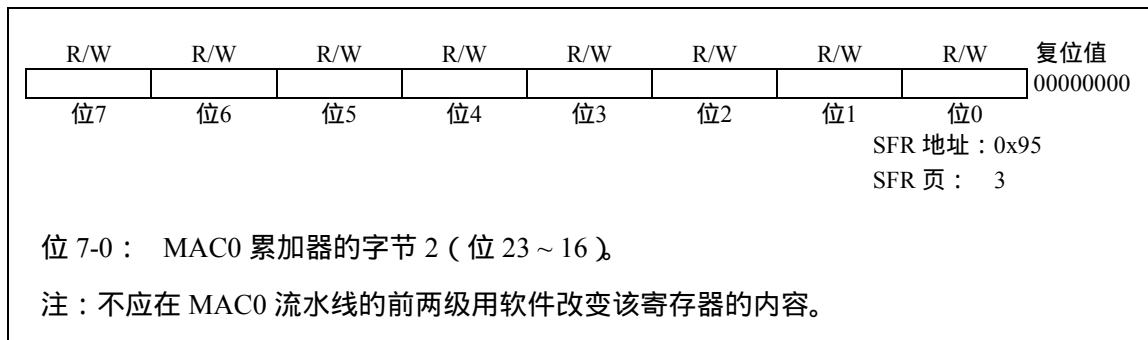 R/W R/W R/W R/W R/W R/W R/W R/W 复位值
00000000
位7 位6 位5 位4 位3 位2 位1 位0
SFR 地址：0x95
SFR 页： 3
位 7-0： MAC0 累加器的字节 2（位 23 ~ 16）。
注：不应在 MAC0 流水线的前两级用软件改变该寄存器的内容。